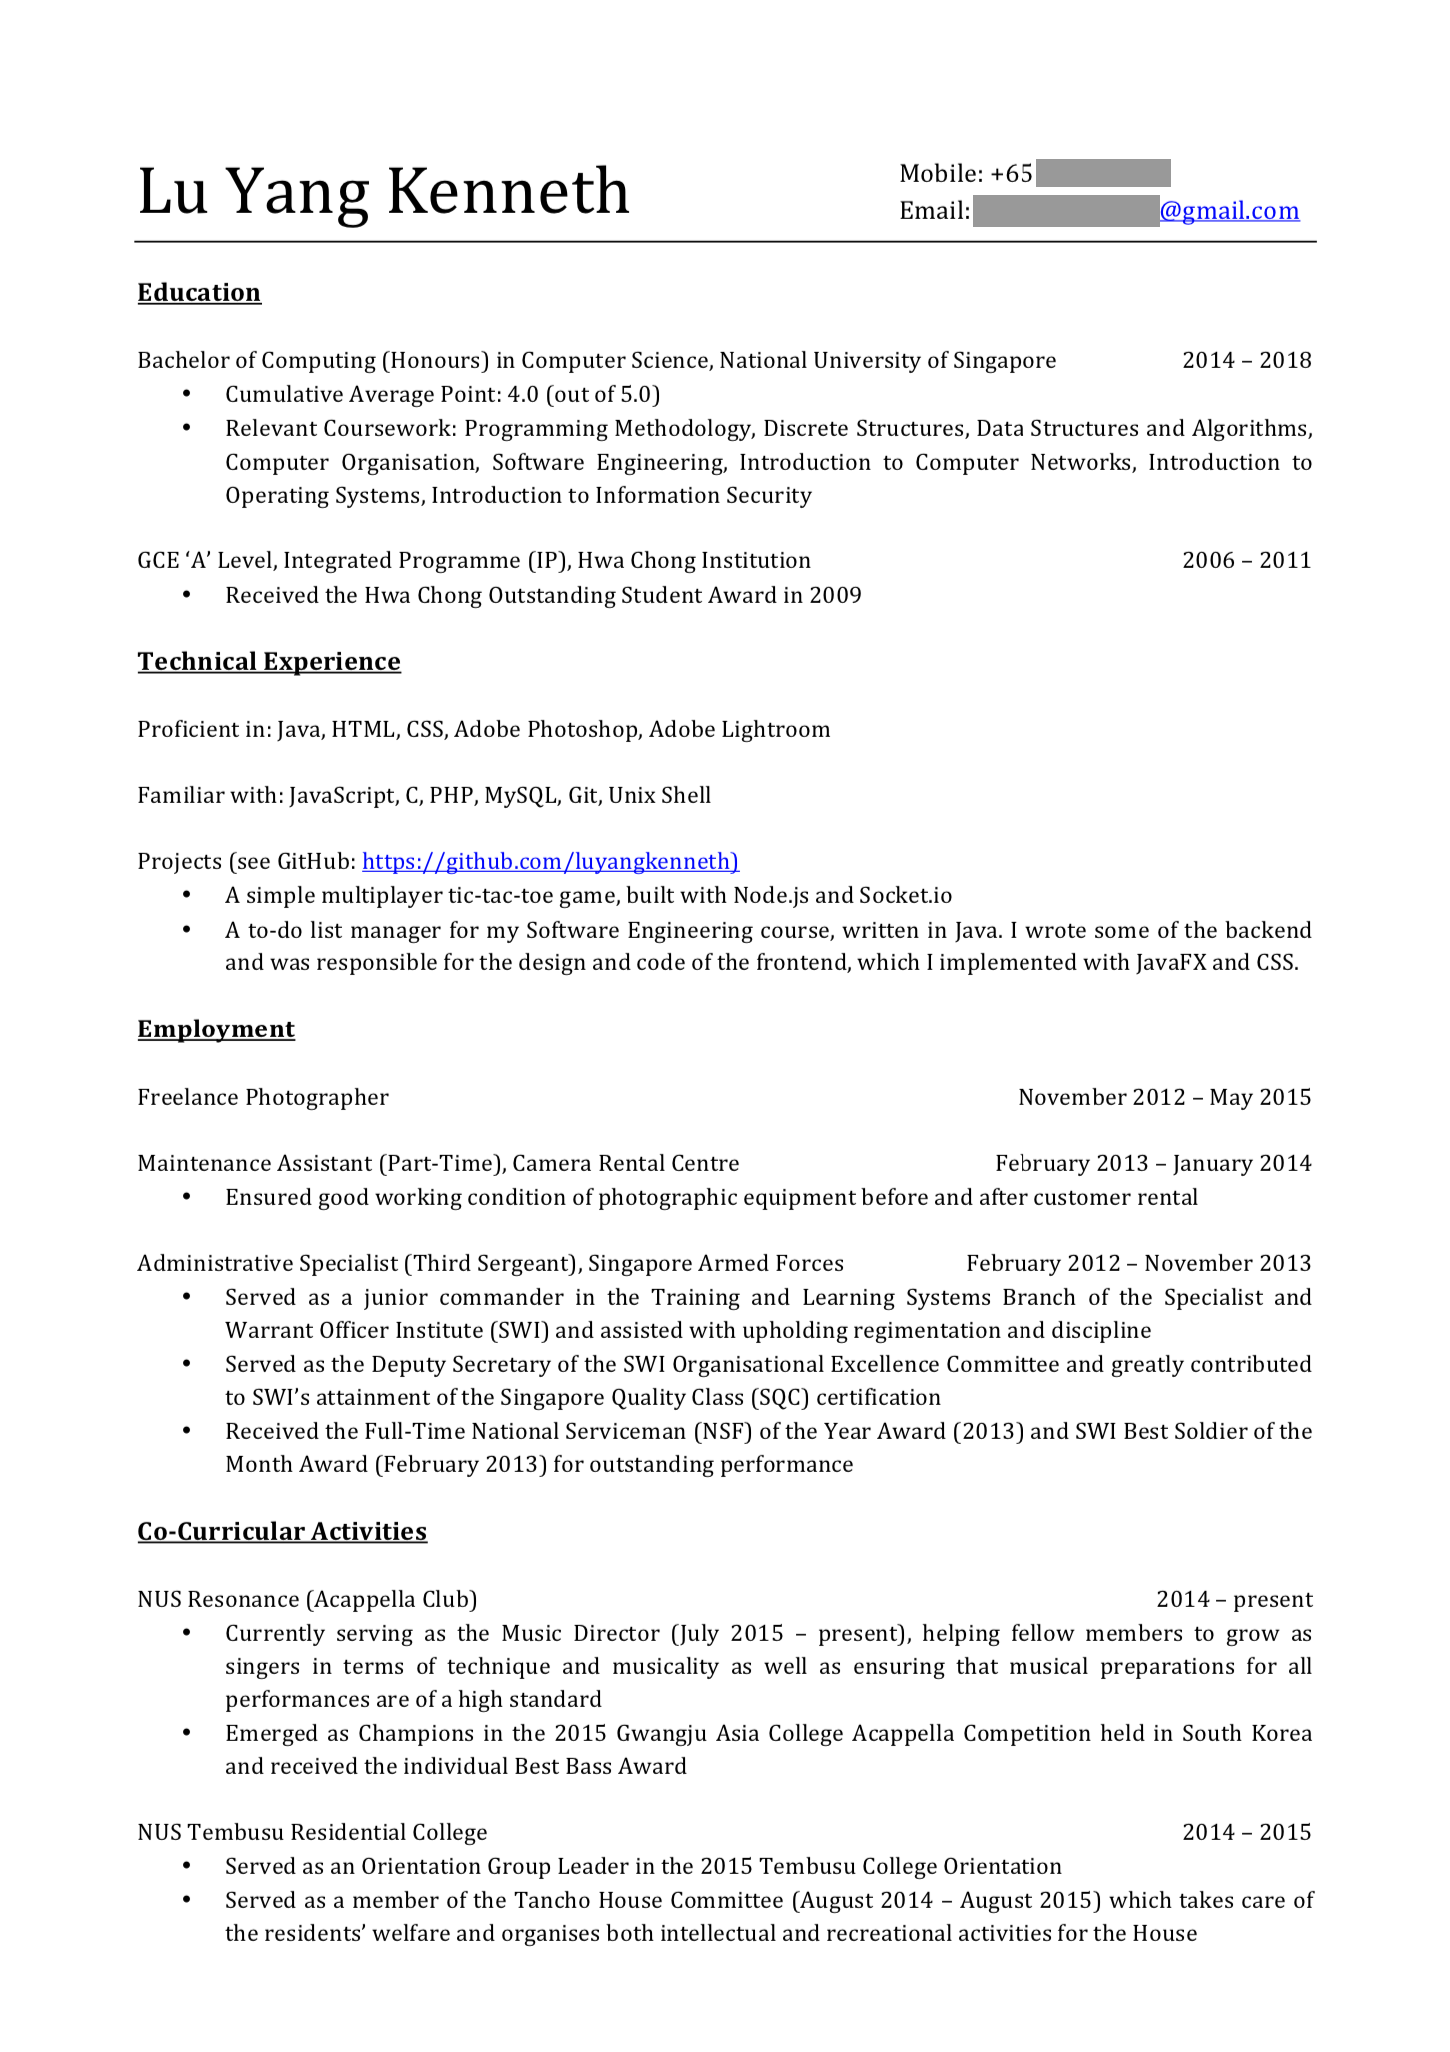 Lu Yang Kenneth
Mobile: +65
Email: @gmail.com
Education
Bachelor of Computing (Honours) in Computer Science, National University of Singapore 2014 – 2018
• Cumulative Average Point: 4.0 (out of 5.0)
• Relevant Coursework: Programming Methodology, Discrete Structures, Data Structures and Algorithms,
Computer Organisation, Software Engineering, Introduction to Computer Networks, Introduction to
Operating Systems, Introduction to Information Security
GCE ‘A’ Level, Integrated Programme (IP), Hwa Chong Institution 2006 – 2011
• Received the Hwa Chong Outstanding Student Award in 2009
Technical Experience
Proficient in: Java, HTML, CSS, Adobe Photoshop, Adobe Lightroom
Familiar with: JavaScript, C, PHP, MySQL, Git, Unix Shell
Projects (see GitHub: https://github.com/luyangkenneth)
• A simple multiplayer tic-tac-toe game, built with Node.js and Socket.io
• A to-do list manager for my Software Engineering course, written in Java. I wrote some of the backend
and was responsible for the design and code of the frontend, which I implemented with JavaFX and CSS.
Employment
Freelance Photographer November 2012 – May 2015
Maintenance Assistant (Part-Time), Camera Rental Centre February 2013 – January 2014
• Ensured good working condition of photographic equipment before and after customer rental
Administrative Specialist (Third Sergeant), Singapore Armed Forces February 2012 – November 2013
• Served as a junior commander in the Training and Learning Systems Branch of the Specialist and
Warrant Officer Institute (SWI) and assisted with upholding regimentation and discipline
• Served as the Deputy Secretary of the SWI Organisational Excellence Committee and greatly contributed
to SWI’s attainment of the Singapore Quality Class (SQC) certification
• Received the Full-Time National Serviceman (NSF) of the Year Award (2013) and SWI Best Soldier of the
Month Award (February 2013) for outstanding performance
Co-Curricular Activities
NUS Resonance (Acappella Club) 2014 – present
• Currently serving as the Music Director (July 2015 – present), helping fellow members to grow as
singers in terms of technique and musicality as well as ensuring that musical preparations for all
performances are of a high standard
• Emerged as Champions in the 2015 Gwangju Asia College Acappella Competition held in South Korea
and received the individual Best Bass Award
NUS Tembusu Residential College 2014 – 2015
• Served as an Orientation Group Leader in the 2015 Tembusu College Orientation
• Served as a member of the Tancho House Committee (August 2014 – August 2015) which takes care of
the residents’ welfare and organises both intellectual and recreational activities for the House